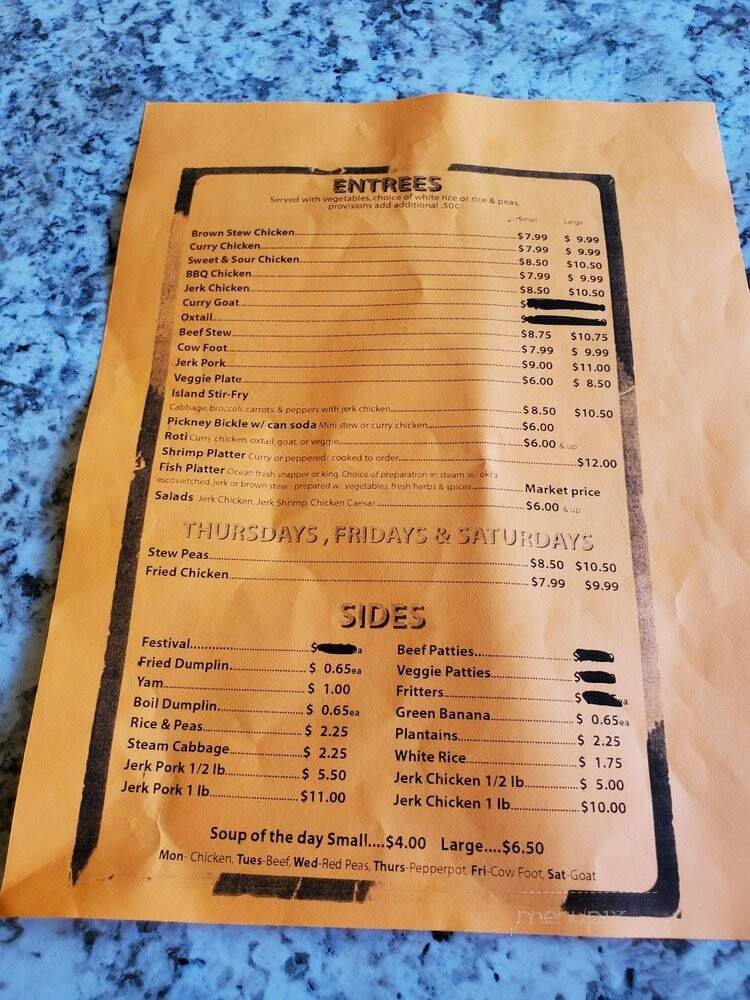 ENTREES
Served with vegetables, choice of white rice or rice & peas,
provisions add additional .50c
Small Large
Brown Stew Chicken $7.99 $ 9.99
Curry Chicken $7.99 $ 9.99
Sweet & Sour Chicken $8.50 $10.50
BBQ Chicken $7.99 $ 9.99
Jerk Chicken $8.50 $10.50
Curry Goat $
Oxtail $
Beef Stew $8.75 $10.75
Cow Foot $7.99 $ 9.99
Jerk Pork $9.00 $11.00
Veggie Plate $6.00 $ 8.50
Island Stir-Fry
Cabbage, broccoli, carrots, & peppers with jerk chicken $8.50 $10.50
Pickney Bickle w/ can soda Mini stew or curry chicken $6.00
Roti Curry chicken, oxtail, goat, or veggie $6.00 & up
Shrimp Platter Curry or peppered/ cooked to order $12.00
Fish Platter Ocean fresh snapper or king. Choice of preparation in steam w/ okra.
escoveitched, jerk or brown stew - prepared w/ vegetables, fresh herbs & spices Market price
Salads Jerk Chicken, Jerk Shrimp, Chicken Caesar $6.00 & up
THURSDAYS, FRIDAYS & SATURDAYS
Stew Peas $8.50 $10.50
Fried Chicken $7.99 $9.99
SIDES
Festival $
Fried Dumplin $ 0.65ea
Yam $ 1.00
Boil Dumplin $ 0.65ea
Rice & Peas $ 2.25
Steam Cabbage $ 2.25
Jerk Pork 1/2 lb $ 5.50
Jerk Pork 1 lb $11.00
Beef Patties $
Veggie Patties $
Fritters $
Green Banana $ 0.65ea
Plantains $ 2.25
White Rice $ 1.75
Jerk Chicken 1/2 lb $ 5.00
Jerk Chicken 1 lb $10.00
Soup of the day Small....$4.00 Large....$6.50
Mon- Chicken, Tues-Beef, Wed-Red Peas, Thurs-Pepperpot, Fri-Cow Foot, Sat-Goat
menupix